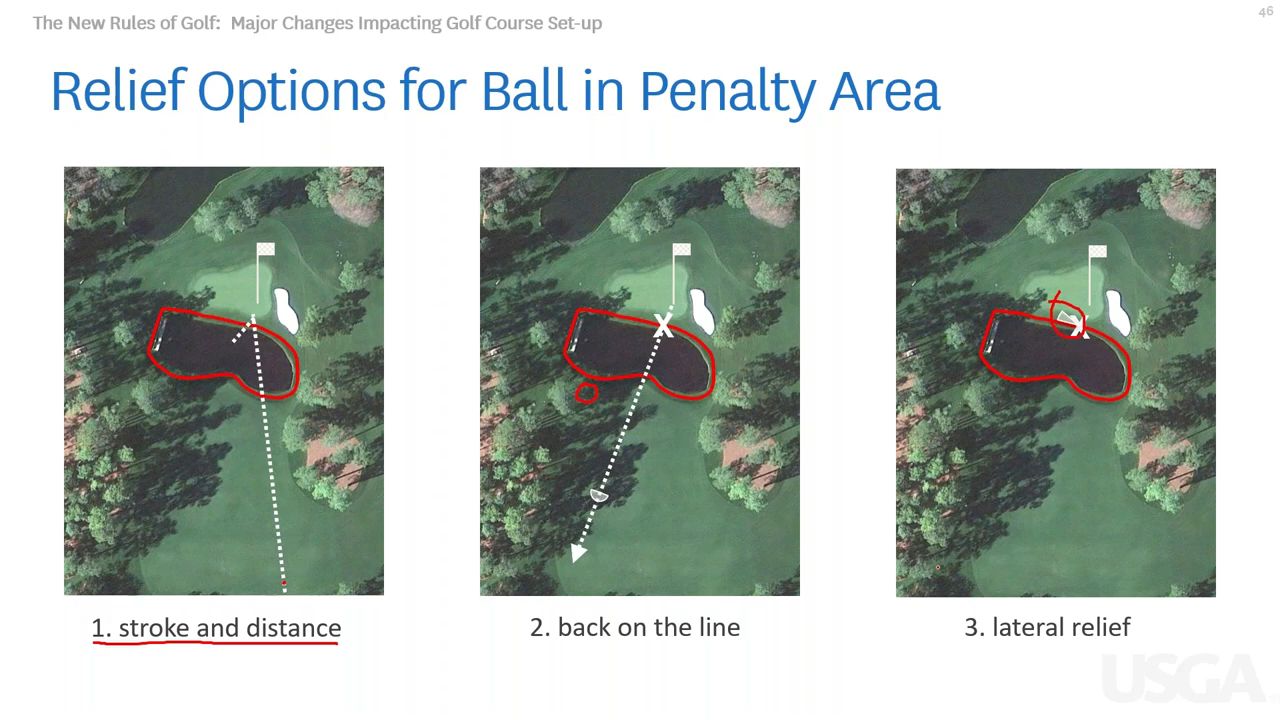 The New Rules of Golf: Major Changes Impacting Golf Course Set-up
46
Relief Options for Ball in Penalty Area
X
X
1. stroke and distance
2. back on the line
3. lateral relief
USGA